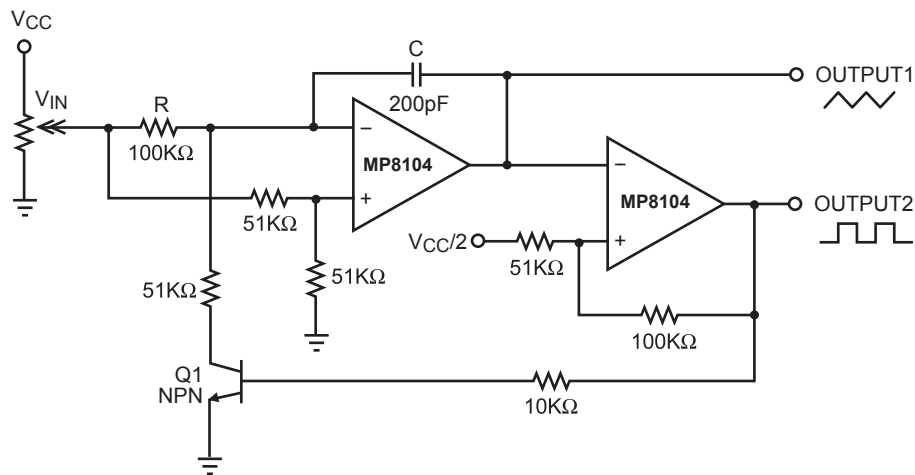 VCC
C
OUTPUT1
VIN
R
200pF
−
100KΩ
MP8104
−
+
MP8104
OUTPUT2
51KΩ
VCC/2
+
51KΩ
51KΩ
51KΩ
100KΩ
Q1
NPN
10KΩ